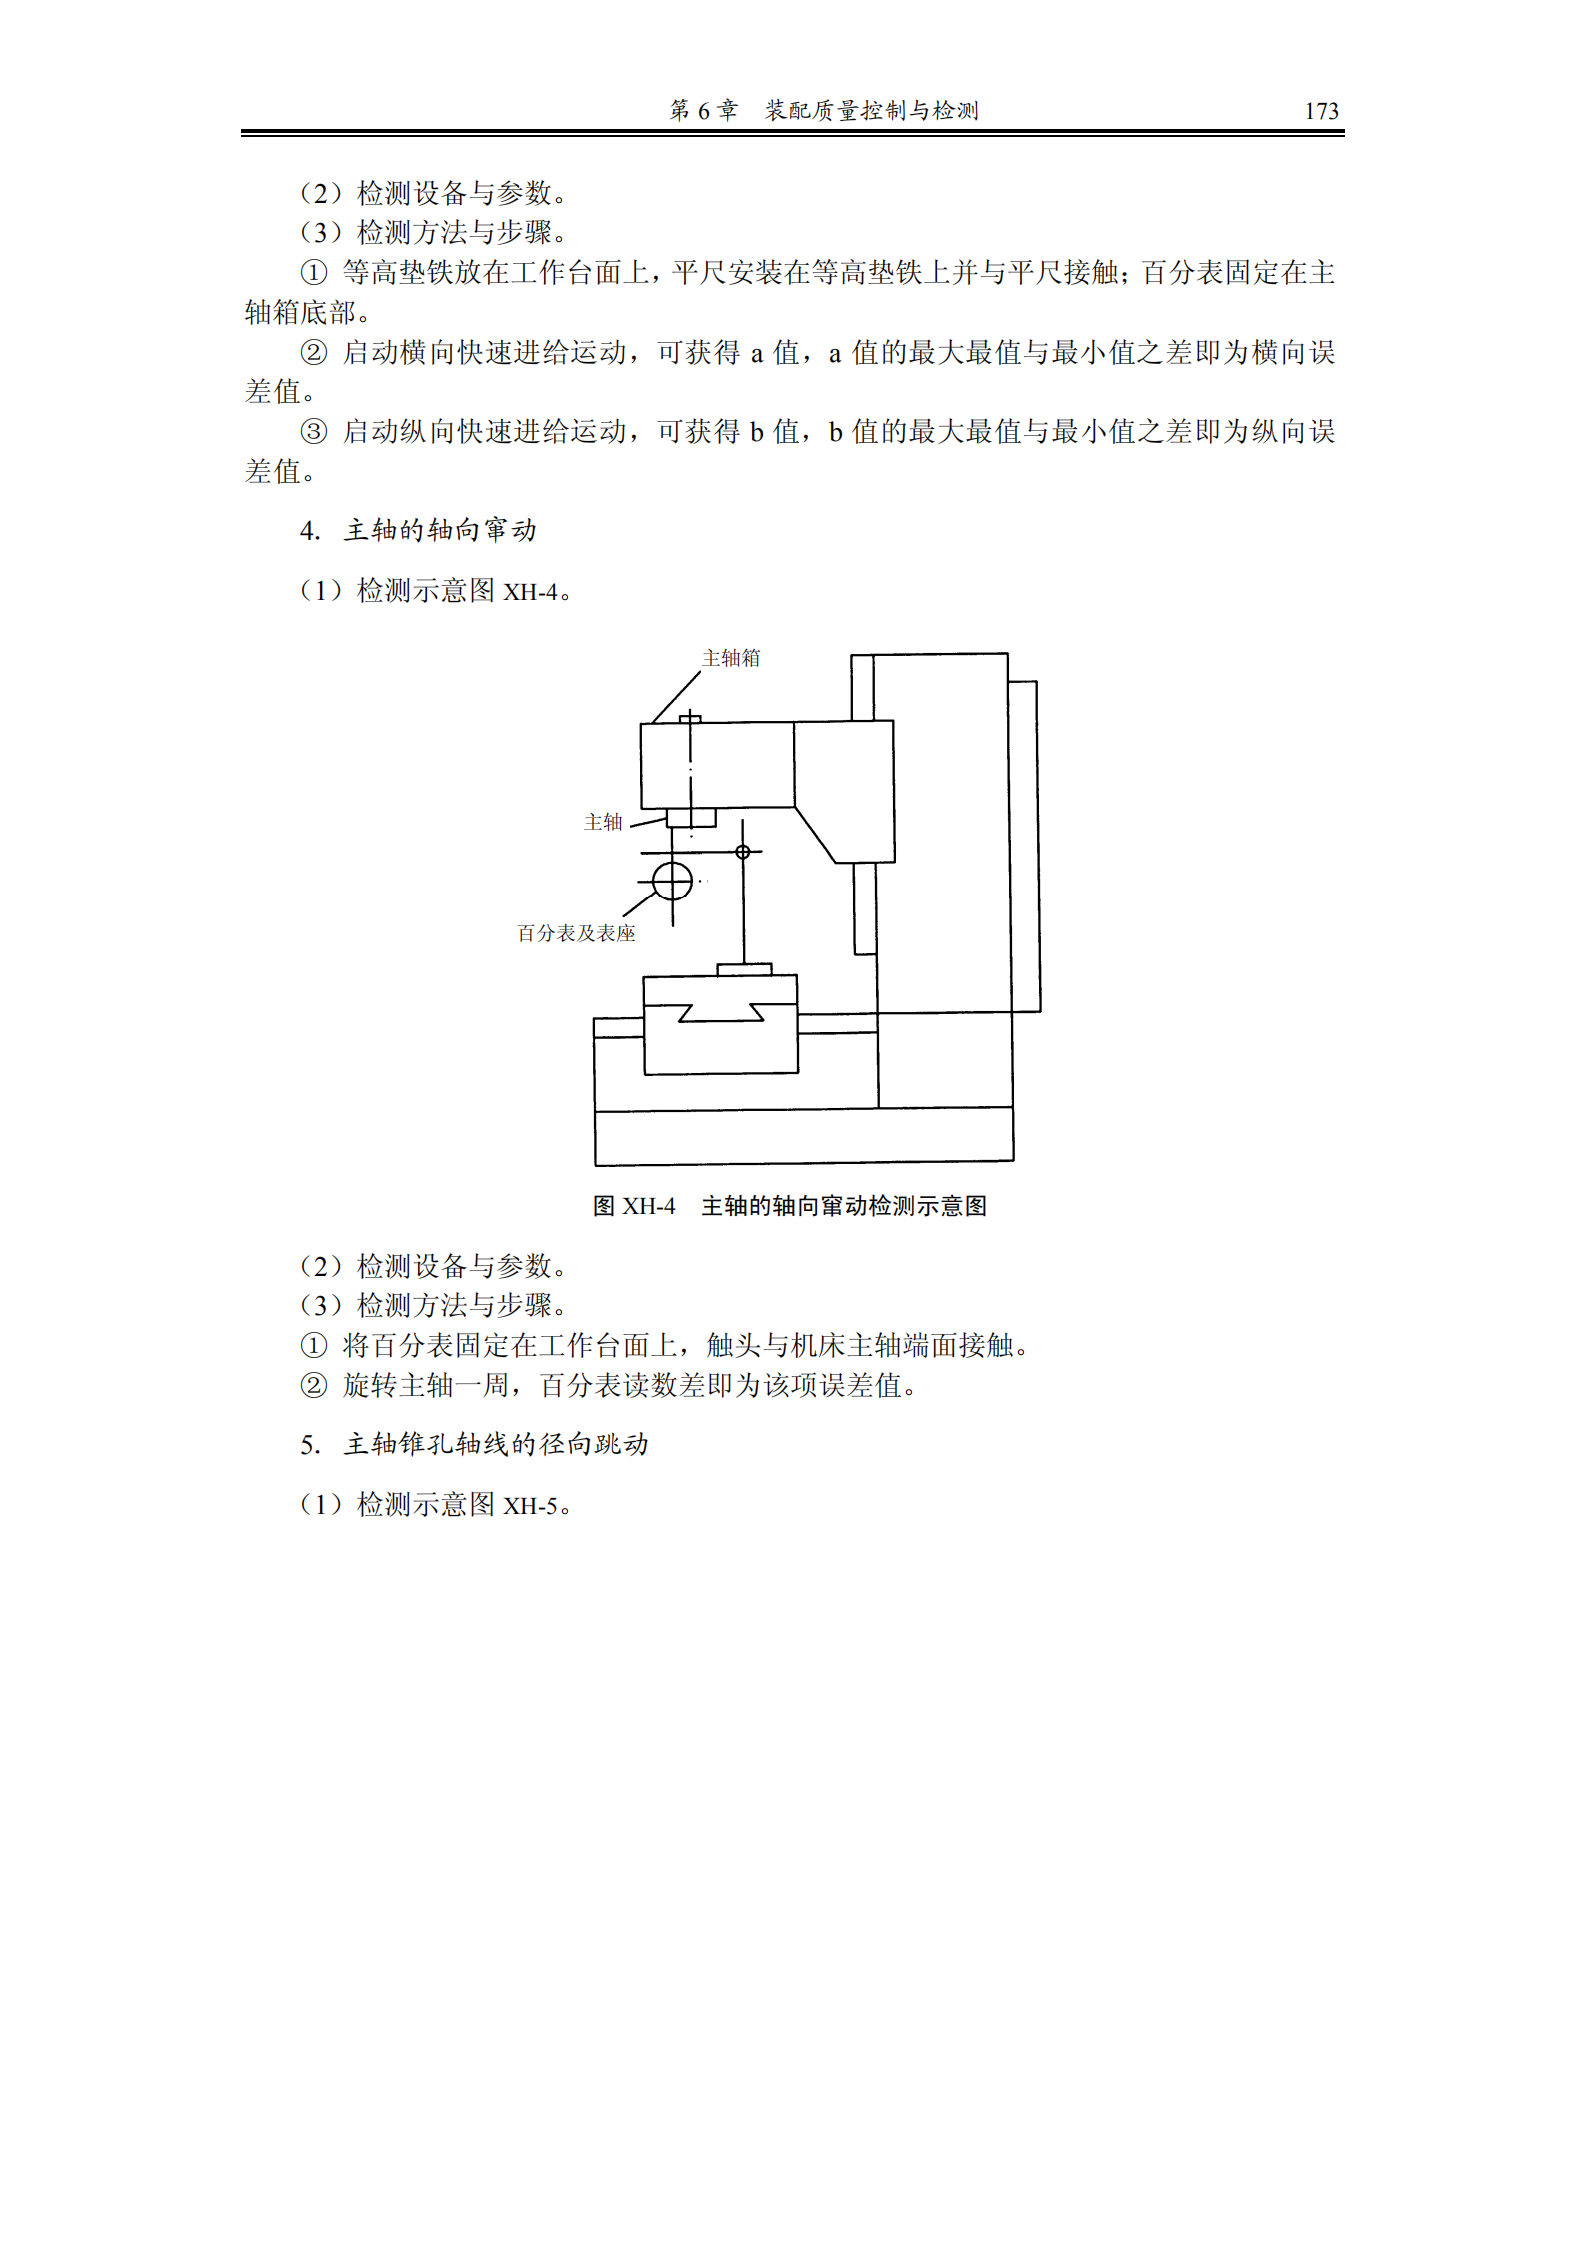 第 6 章 装配质量控制与检测 173
（2）检测设备与参数。
（3）检测方法与步骤。
① 等高垫铁放在工作台面上，平尺安装在等高垫铁上并与平尺接触；百分表固定在主
轴箱底部。
② 启动横向快速进给运动，可获得 a 值，a 值的最大最值与最小值之差即为横向误
差值。
③ 启动纵向快速进给运动，可获得 b 值，b 值的最大最值与最小值之差即为纵向误
差值。
4. 主轴的轴向窜动
（1）检测示意图 XH-4。
主轴箱
主轴
百分表及表座
图 XH-4 主轴的轴向窜动检测示意图
（2）检测设备与参数。
（3）检测方法与步骤。
① 将百分表固定在工作台面上，触头与机床主轴端面接触。
② 旋转主轴一周，百分表读数差即为该项误差值。
5. 主轴锥孔轴线的径向跳动
（1）检测示意图 XH-5。